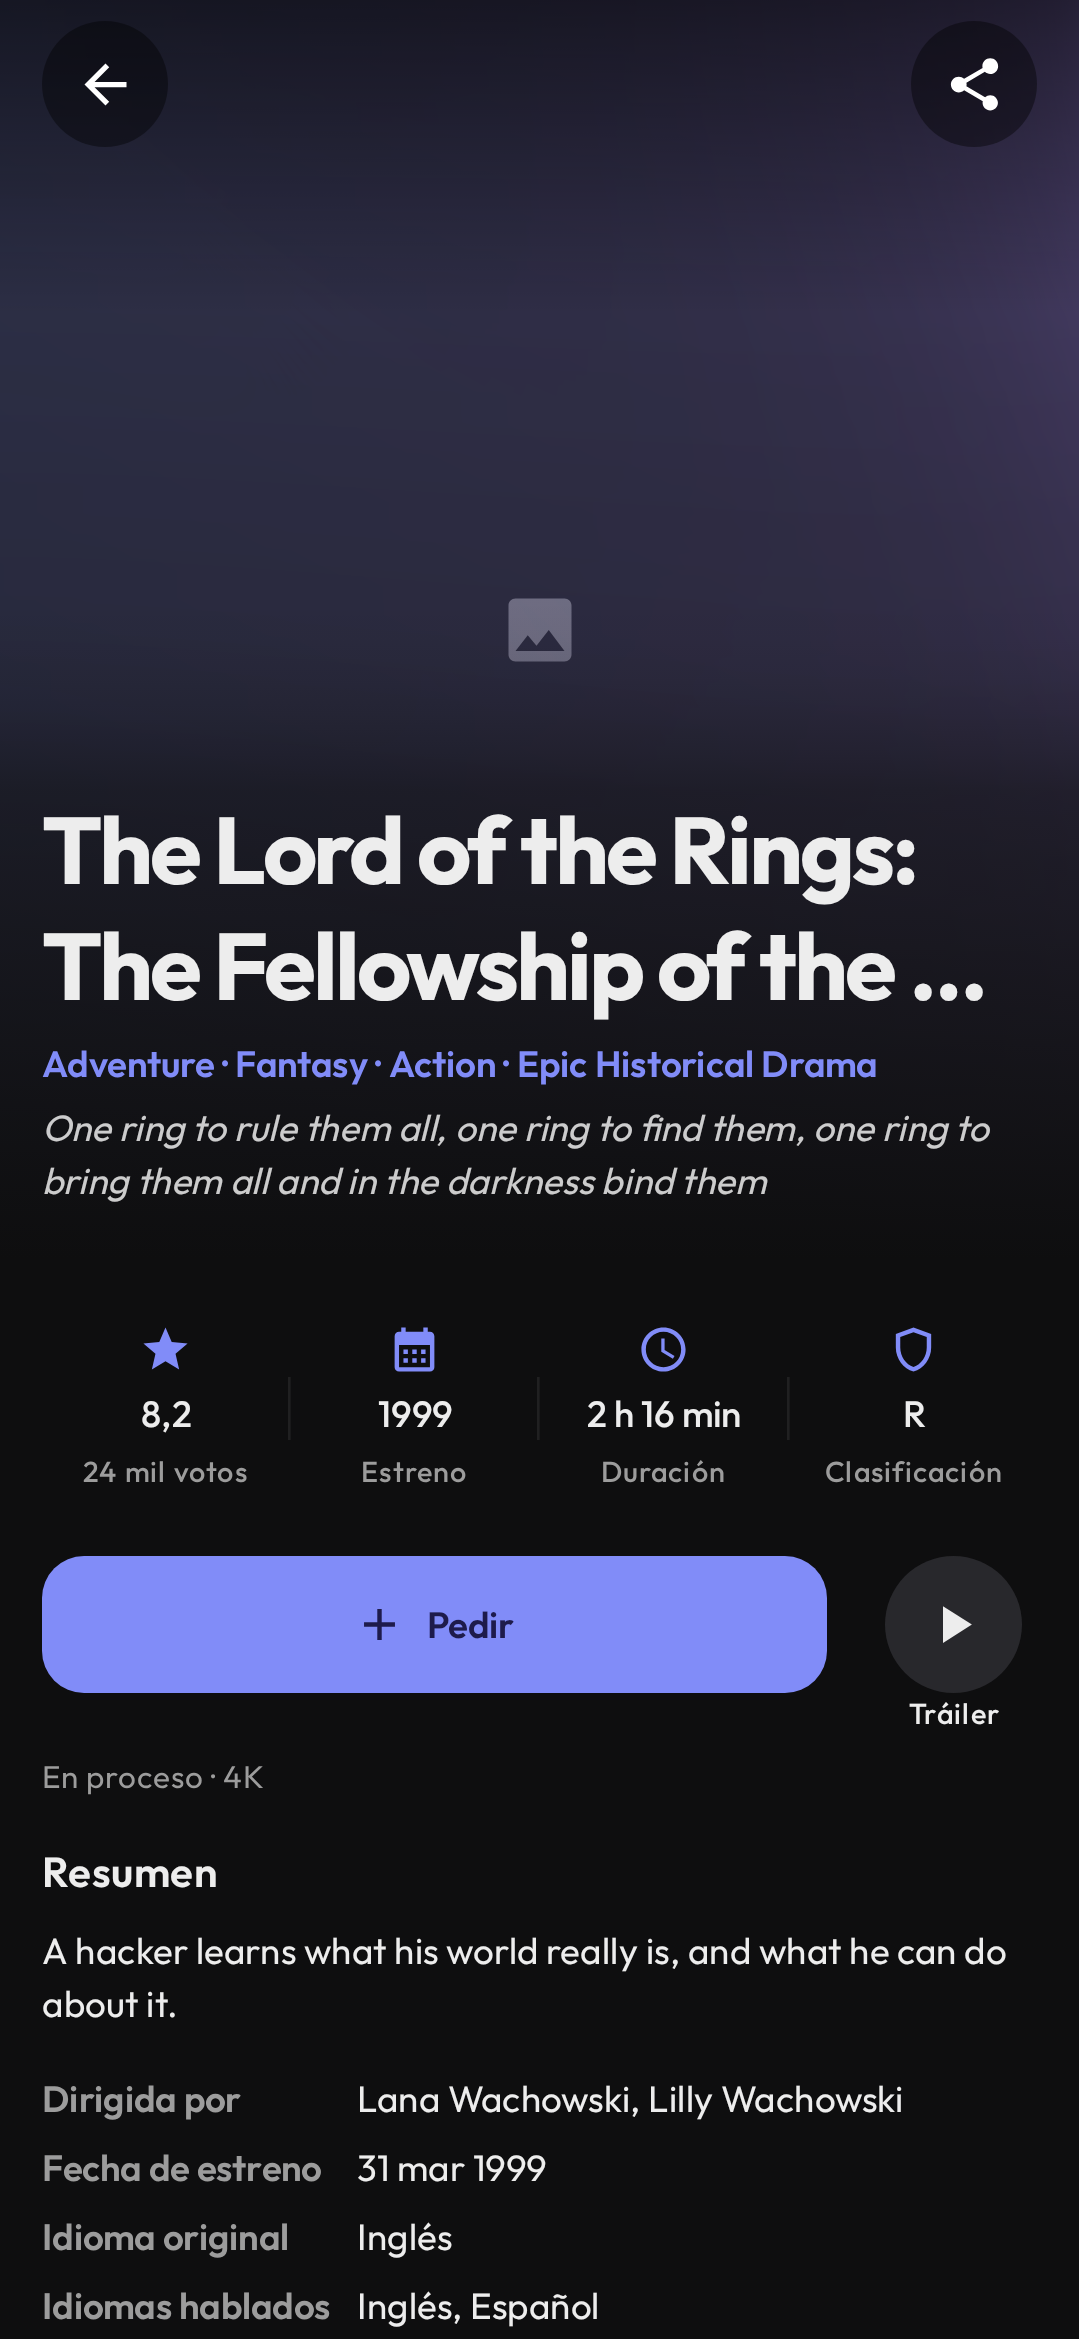 The Lord of the Rings:
The Fellowship of the ...
Adventure · Fantasy · Action · Epic Historical Drama
One ring to rule them all, one ring to find them, one ring to
bring them all and in the darkness bind them
8,2
24 mil votos
1999
Estreno
2 h 16 min
Duración
R
Clasificación
Pedir
Tráiler
En proceso · 4K
Resumen
A hacker learns what his world really is, and what he can do
about it.
Dirigida por Lana Wachowski, Lilly Wachowski
Fecha de estreno 31 mar 1999
Idioma original Inglés
Idiomas hablados Inglés, Español